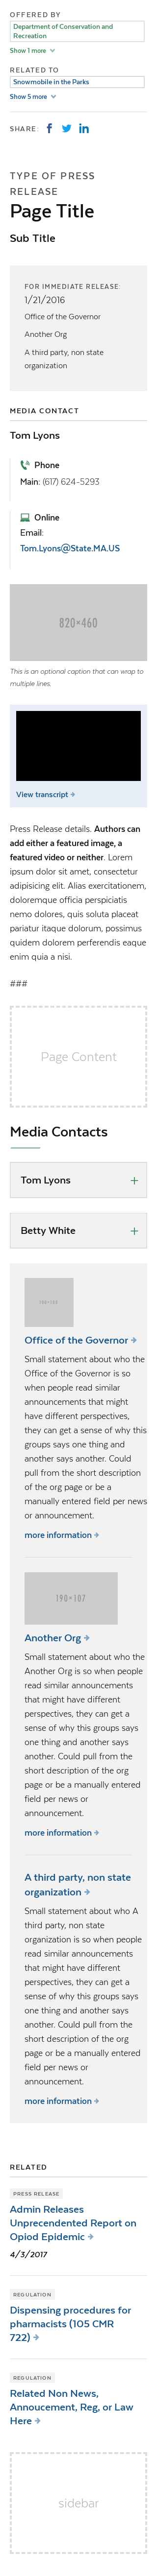 OFFERED BY
Department of Conservation and
Recreation
Show 1 more
RELATED TO
Snowmobile in the Parks
Show 5 more
SHARE:
TYPE OF PRESS
RELEASE
Page Title
Sub Title
FOR IMMEDIATE RELEASE:
1/21/2016
Office of the Governor
Another Org
A third party, non state
organization
MEDIA CONTACT
Tom Lyons
Phone
Main: (617) 624-5293
Online
Email:
Tom.Lyons@State.MA.US
820×460
This is an optional caption that can wrap to
multiple lines.
View transcript
Press Release details. Authors can
add either a featured image, a
featured video or neither. Lorem
ipsum dolor sit amet, consectetur
adipisicing elit. Alias exercitationem,
doloremque officia perspiciatis
nemo dolores, quis soluta placeat
pariatur itaque dolorum, possimus
quidem dolorem perferendis eaque
enim quia a nisi.
###
Page Content
Media Contacts
Tom Lyons
Betty White
Office of the Governor
Small statement about who the
Office of the Governor is so
when people read similar
announcements that might
have different perspectives,
they can get a sense of why this
groups says one thing and
another says another. Could
pull from the short description
of the org page or be a
manually entered field per news
or announcement.
more information
190×107
Another Org
Small statement about who the
Another Org is so when people
read similar announcements
that might have different
perspectives, they can get a
sense of why this groups says
one thing and another says
another. Could pull from the
short description of the org
page or be a manually entered
field per news or
announcement.
more information
A third party, non state
organization
Small statement about who A
third party, non state
organization is so when people
read similar announcements
that might have different
perspectives, they can get a
sense of why this groups says
one thing and another says
another. Could pull from the
short description of the org
page or be a manually entered
field per news or
announcement.
more information
RELATED
PRESS RELEASE
Admin Releases
Unprecendented Report on
Opiod Epidemic
4/3/2017
REGULATION
Dispensing procedures for
pharmacists (105 CMR
722)
REGULATION
Related Non News,
Annoucement, Reg, or Law
Here
sidebar